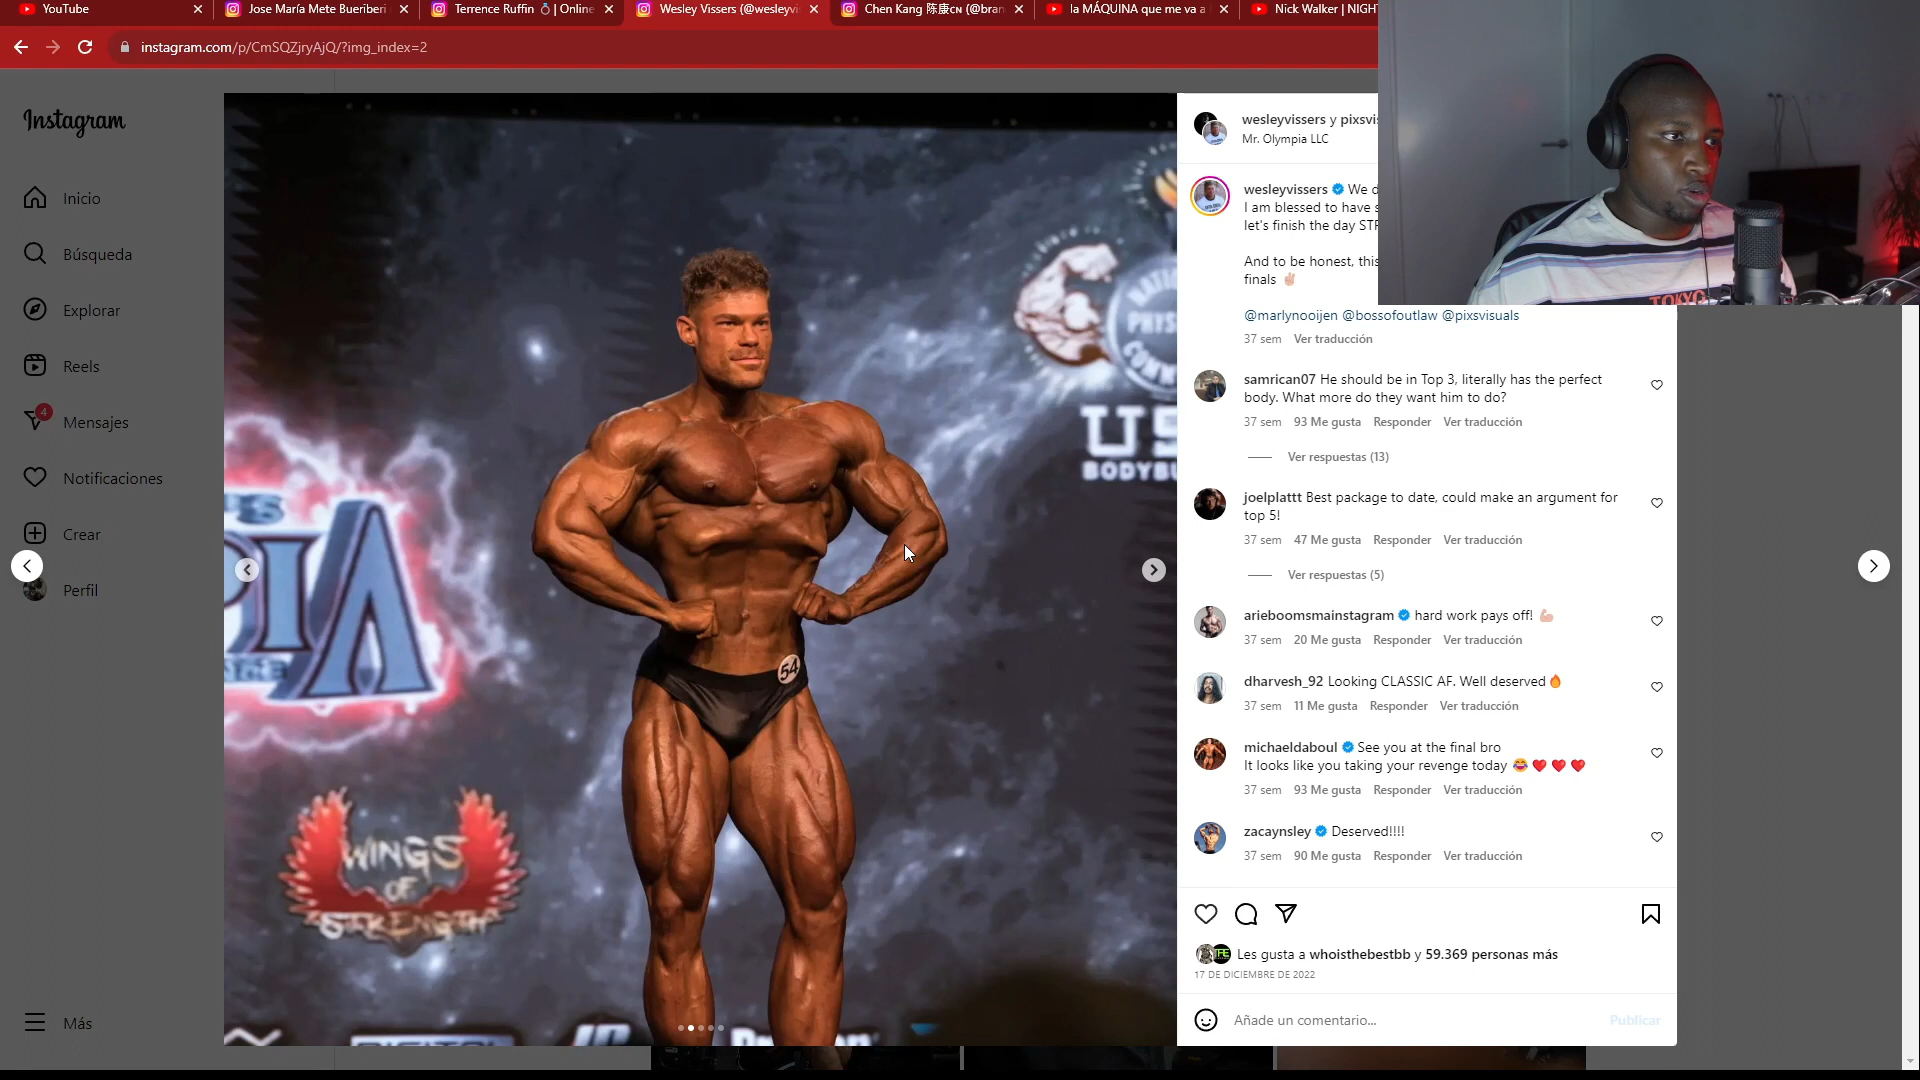 YouTube
Jose María Mete Bueriberi
Terrence Ruffin 💍 | Online
Wesley Vissers (@wesleyvis
Chen Kang 陈康🇨🇳 (@bran
la MÁQUINA que me va a
Nick Walker | NIGHT
instagram.com/p/CmSQZjryAjQ/?img_index=2
Instagram
Inicio
Búsqueda
Explorar
Reels
4
Mensajes
Notificaciones
Crear
Perfil
Más
54
WINGS
OF
STRENGTH
BODYBU
wesleyvissers y pixsvis
Mr. Olympia LLC
wesleyvissers We d
I am blessed to have s
let's finish the day STR
And to be honest, this
finals ✌🏻
@marlynooijen @bossofoutlaw @pixsvisuals
37 sem Ver traducción
samrican07 He should be in Top 3, literally has the perfect
body. What more do they want him to do?
37 sem 93 Me gusta Responder Ver traducción
Ver respuestas (13)
joelplattt Best package to date, could make an argument for
top 5!
37 sem 47 Me gusta Responder Ver traducción
Ver respuestas (5)
arieboomsmainstagram hard work pays off! 💪🏻
37 sem 20 Me gusta Responder Ver traducción
dharvesh_92 Looking CLASSIC AF. Well deserved🔥
37 sem 11 Me gusta Responder Ver traducción
michaeldaboul See you at the final bro
It looks like you taking your revenge today 😂❤️❤️❤️
37 sem 93 Me gusta Responder Ver traducción
zacaynsley Deserved!!!!
37 sem 90 Me gusta Responder Ver traducción
Les gusta a whoisthebestbb y 59.369 personas más
17 DE DICIEMBRE DE 2022
Añade un comentario...
Publicar
TOKYO